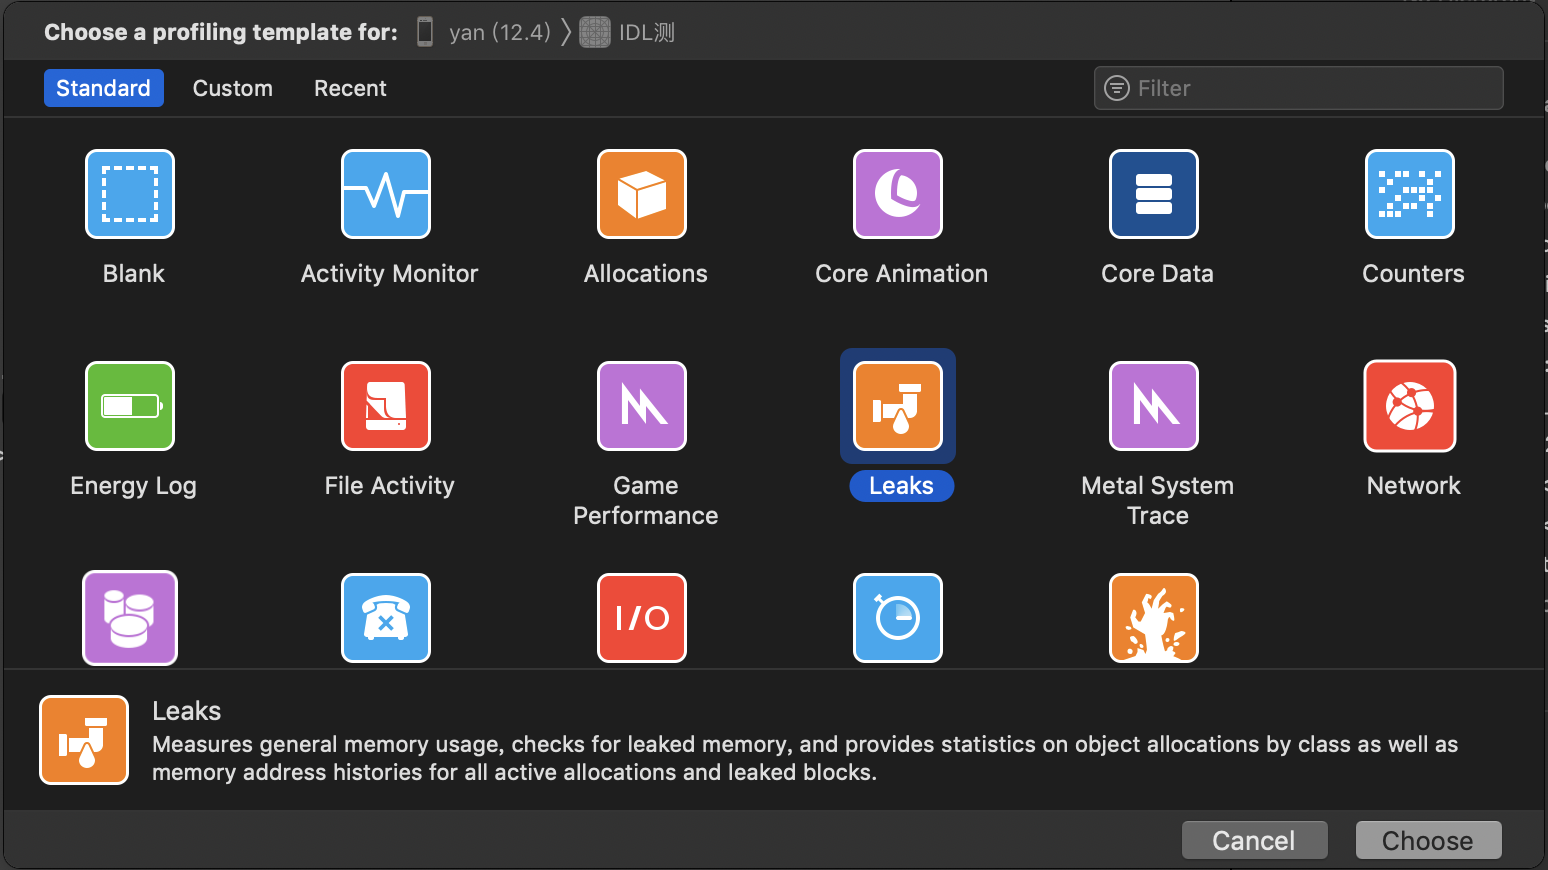 Choose a profiling template for: yan (12.4) IDL测
Standard Custom Recent Filter
Blank Activity Monitor Allocations Core Animation Core Data Counters
Energy Log File Activity Game Performance Leaks Metal System Trace Network
I/O
Leaks
Measures general memory usage, checks for leaked memory, and provides statistics on object allocations by class as well as
memory address histories for all active allocations and leaked blocks.
Cancel Choose